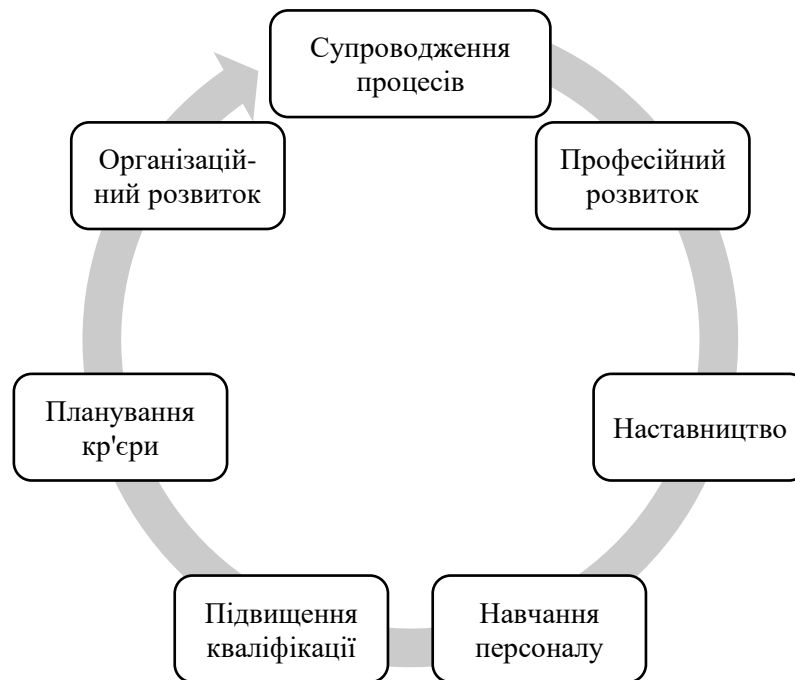 Супроводження
процесів
Професійний
розвиток
Наставництво
Навчання
персоналу
Підвищення
кваліфікації
Планування
кр'єри
Організацій-
ний розвиток